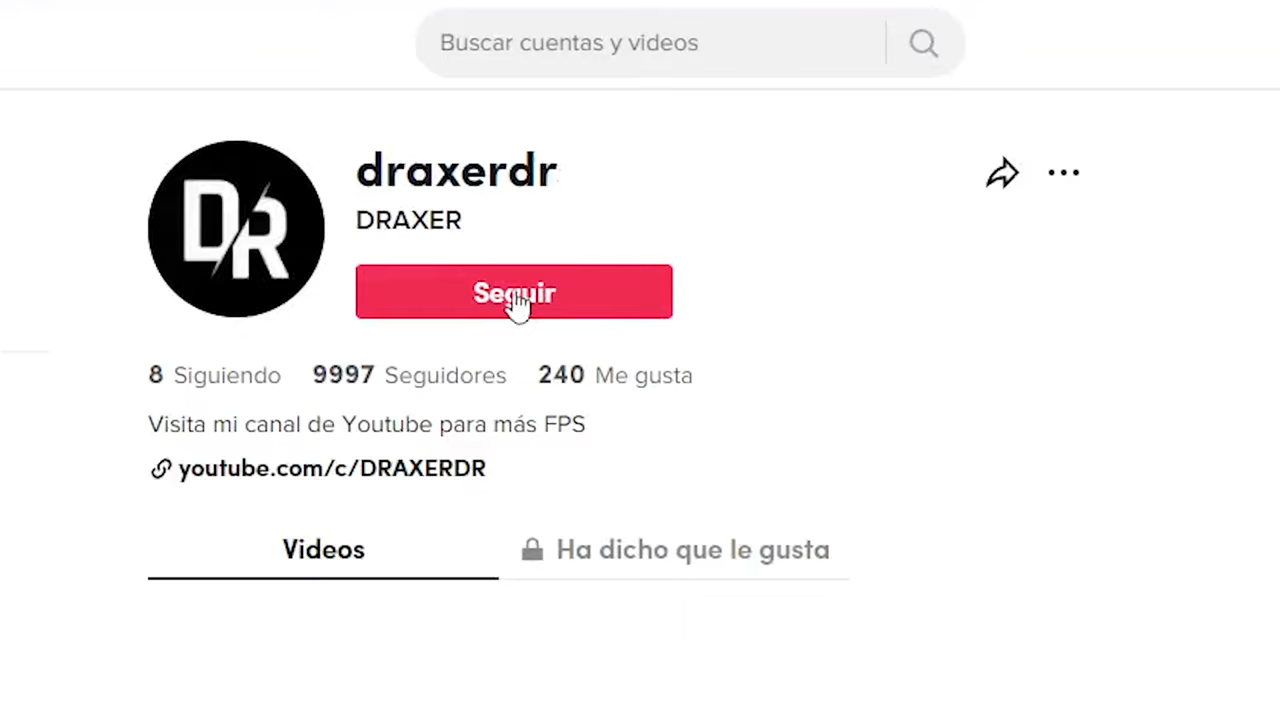 Buscar cuentas y videos
draxerdr
DR
DRAXER
Seguir
8 Siguiendo 9997 Seguidores 240 Me gusta
Visita mi canal de Youtube para más FPS
youtube.com/c/DRAXERDR
Videos Ha dicho que le gusta